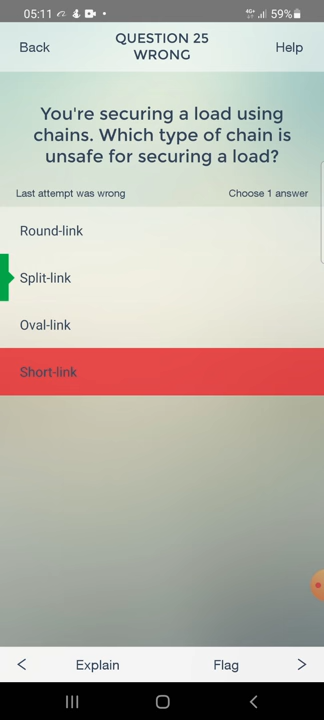 05:11 4G+ 59%
Back QUESTION 25 Help
WRONG
You're securing a load using
chains. Which type of chain is
unsafe for securing a load?
Last attempt was wrong Choose 1 answer
Round-link
Split-link
Oval-link
Short-link
< Explain Flag >